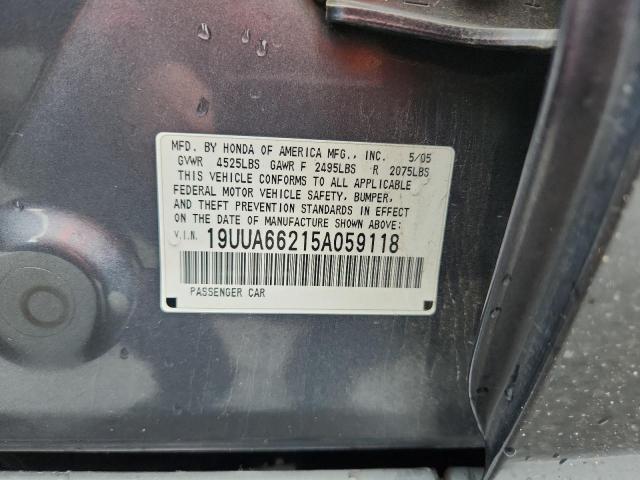 MFD. BY HONDA OF AMERICA MFG., INC. 5/05
GVWR 4525LBS GAWR F 2495LBS R 2075LBS
THIS VEHICLE CONFORMS TO ALL APPLICABLE
FEDERAL MOTOR VEHICLE SAFETY, BUMPER,
AND THEFT PREVENTION STANDARDS IN EFFECT
ON THE DATE OF MANUFACTURE SHOWN ABOVE:
V.I.N. 19UUA66215A059118
PASSENGER CAR